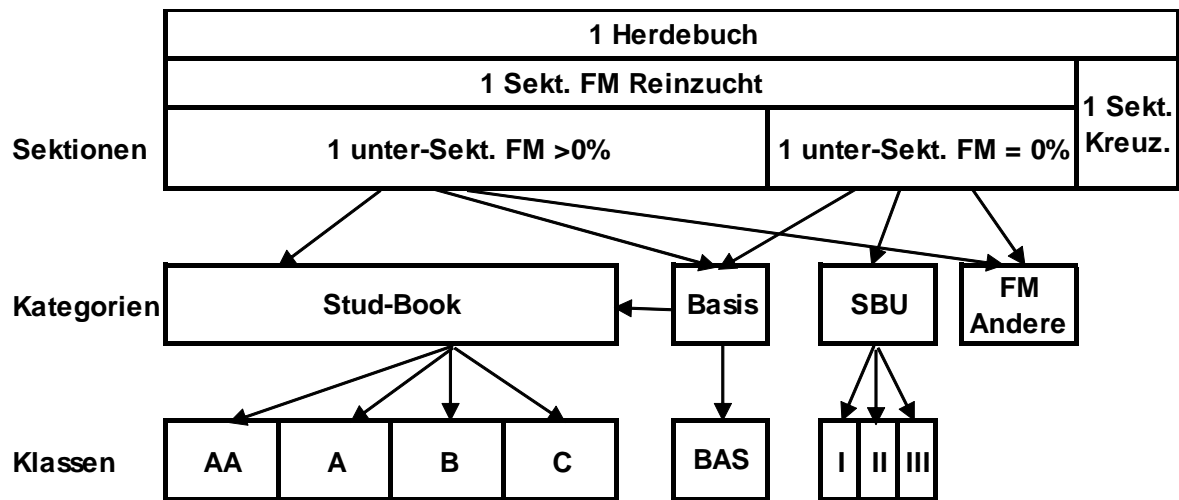 1 Herdebuch
1 Sekt. FM Reinzucht
1 Sekt.
Kreuz.
Sektionen
1 unter-Sekt. FM >0%
1 unter-Sekt. FM = 0%
Kategorien
Stud-Book
Basis
SBU
FM
Andere
Klassen
AA
A
B
C
BAS
I
II
III